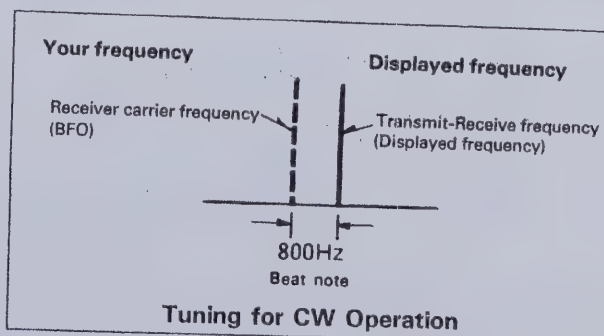 Your frequency
Displayed frequency
Receiver carrier frequency
(BFO)
Transmit-Receive frequency
(Displayed frequency)
800Hz
Beat note
Tuning for CW Operation